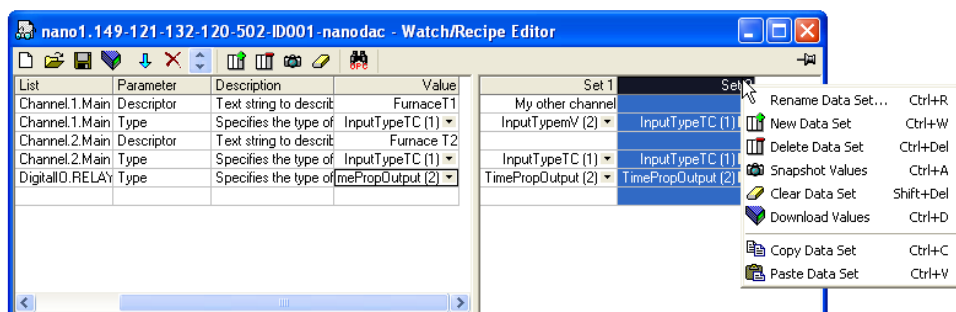 nano1.149-121-132-120-502-ID001-nanodac - Watch/Recipe Editor
OPC
List Parameter Description Value Set 1
Channel.1.Main Descriptor Text string to describ FurnaceT1 My other channel
Channel.1.Main Type Specifies the type of InputTypeTC (1) InputTypemV (2) InputTypeTC (1)
Channel.2.Main Descriptor Text string to describ Furnace T2
Channel.2.Main Type Specifies the type of InputTypeTC (1) InputTypeTC (1) InputTypeTC (1)
DigitalIO.RELAY Type Specifies the type of mePropOutput (2) TimePropOutput (2) TimePropOutput (2)
Rename Data Set... Ctrl+R
New Data Set Ctrl+W
Delete Data Set Ctrl+Del
Snapshot Values Ctrl+A
Clear Data Set Shift+Del
Download Values Ctrl+D
Copy Data Set Ctrl+C
Paste Data Set Ctrl+V